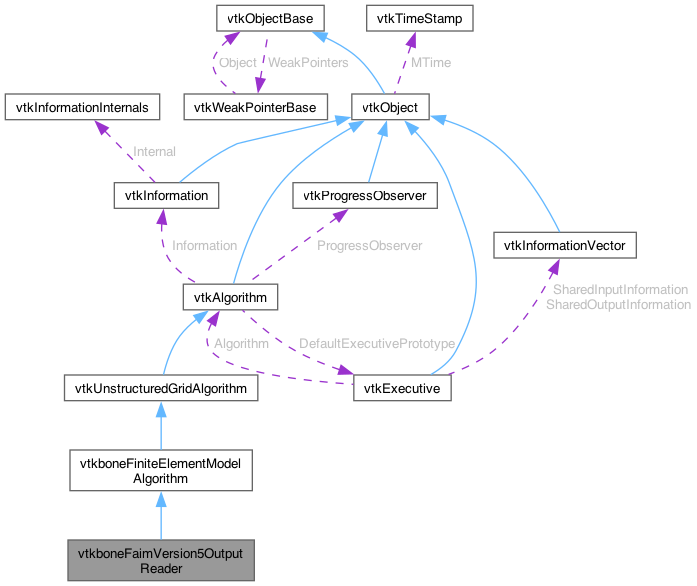 vtkObjectBase
vtkTimeStamp
Object
WeakPointers
MTime
vtkInformationInternals
vtkWeakPointerBase
vtkObject
Internal
vtkInformation
vtkProgressObserver
Information
ProgressObserver
vtkInformationVector
vtkAlgorithm
SharedInputInformation
SharedOutputInformation
Algorithm
DefaultExecutivePrototype
vtkUnstructuredGridAlgorithm
vtkExecutive
vtkboneFiniteElementModel
Algorithm
vtkboneFaimVersion5Output
Reader